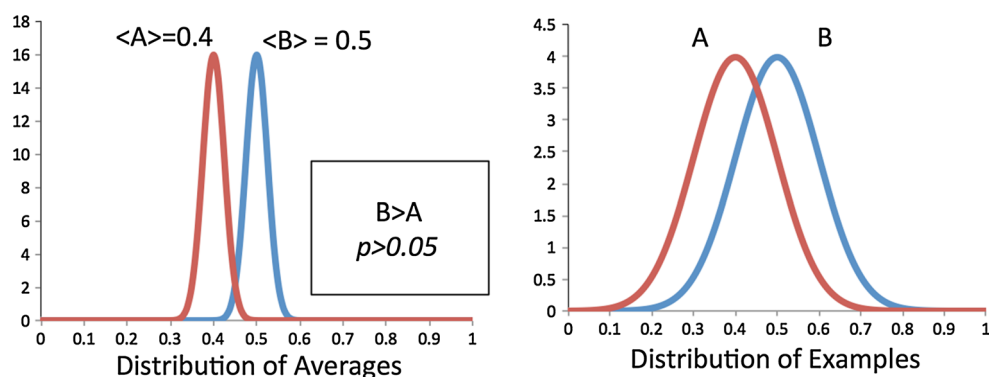 <A>=0.4
<B> = 0.5
18
16
14
12
10
8
6
4
2
0
B>A
p>0.05
0 0.1 0.2 0.3 0.4 0.5 0.6 0.7 0.8 0.9 1
Distribution of Averages
A
B
4.5
4
3.5
3
2.5
2
1.5
1
0.5
0
0 0.1 0.2 0.3 0.4 0.5 0.6 0.7 0.8 0.9 1
Distribution of Examples